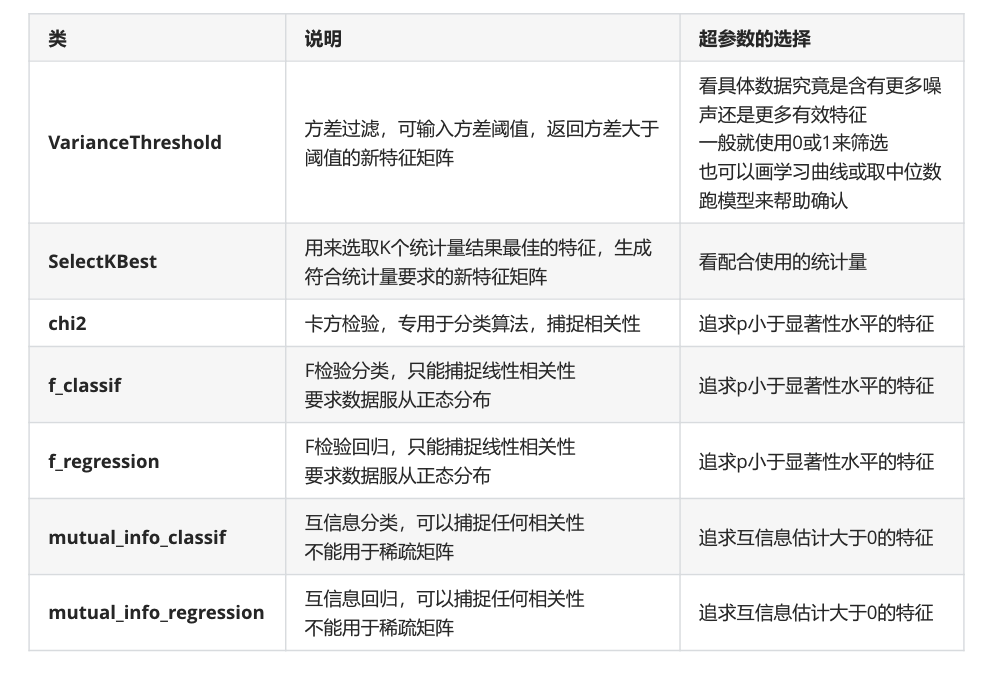 类
说明
超参数的选择
VarianceThreshold
方差过滤，可输入方差阈值，返回方差大于
阈值的新特征矩阵
看具体数据究竟是含有更多噪
声还是更多有效特征
一般就使用0或1来筛选
也可以画学习曲线或取中位数
跑模型来帮助确认
SelectKBest
用来选取K个统计量结果最佳的特征，生成
符合统计量要求的新特征矩阵
看配合使用的统计量
chi2
卡方检验，专用于分类算法，捕捉相关性
追求p小于显著性水平的特征
f_classif
F检验分类，只能捕捉线性相关性
要求数据服从正态分布
追求p小于显著性水平的特征
f_regression
F检验回归，只能捕捉线性相关性
要求数据服从正态分布
追求p小于显著性水平的特征
mutual_info_classif
互信息分类，可以捕捉任何相关性
不能用于稀疏矩阵
追求互信息估计大于0的特征
mutual_info_regression
互信息回归，可以捕捉任何相关性
不能用于稀疏矩阵
追求互信息估计大于0的特征